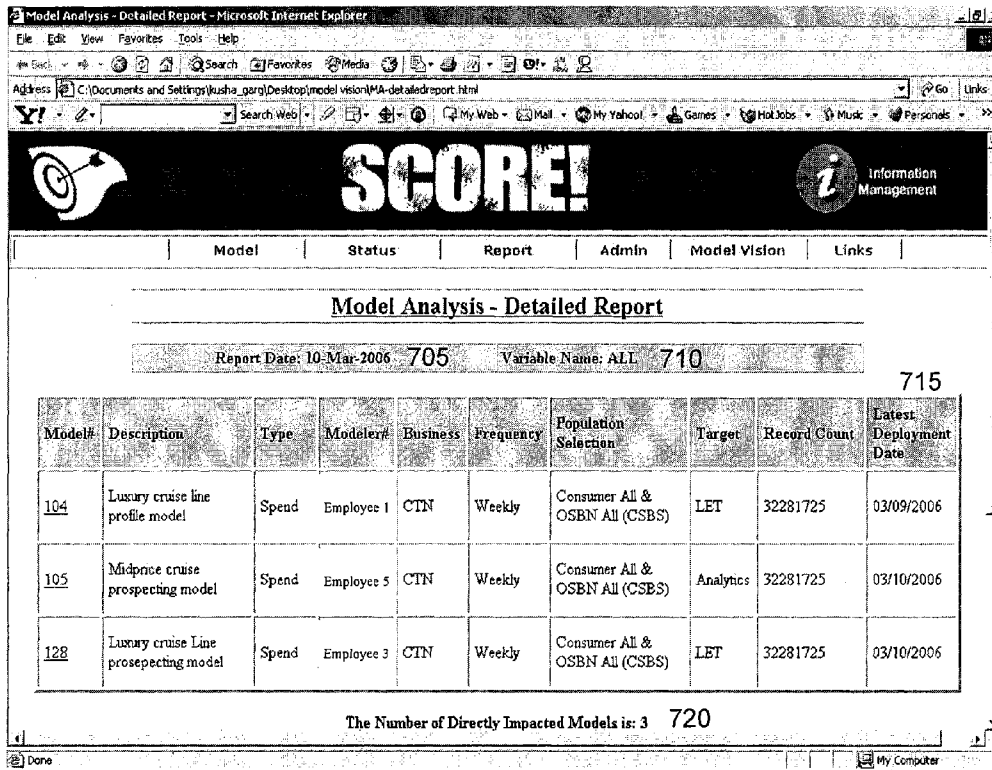 Model Analysis - Detailed Report - Microsoft Internet Explorer
File Edit View Favorites Tools Help
Back Search Favorites Media
Address C:\Documents and Settings\kusha_garg\Desktop\model vision\MA-detailedreport.html Go Links
Y! Search Web My Web Mail My Yahoo! Games HotJobs Music Personals >>
SCORE!
i Information Management
Model Status Report Admin Model Vision Links
Model Analysis - Detailed Report
Report Date: 10-Mar-2006 705 Variable Name: ALL 710
715
Model# Description Type Modeler# Business Frequency Population Selection Target Record Count Latest Deployment Date
104 Luxury cruise line profile model Spend Employee 1 CTN Weekly Consumer All & OSBN All (CSBS) LET 32281725 03/09/2006
105 Midprice cruise prospecting model Spend Employee 5 CTN Weekly Consumer All & OSBN All (CSBS) Analytics 32281725 03/10/2006
128 Luxury cruise Line prosepecting model Spend Employee 3 CTN Weekly Consumer All & OSBN All (CSBS) LET 32281725 03/10/2006
The Number of Directly Impacted Models is: 3 720
Done My Computer